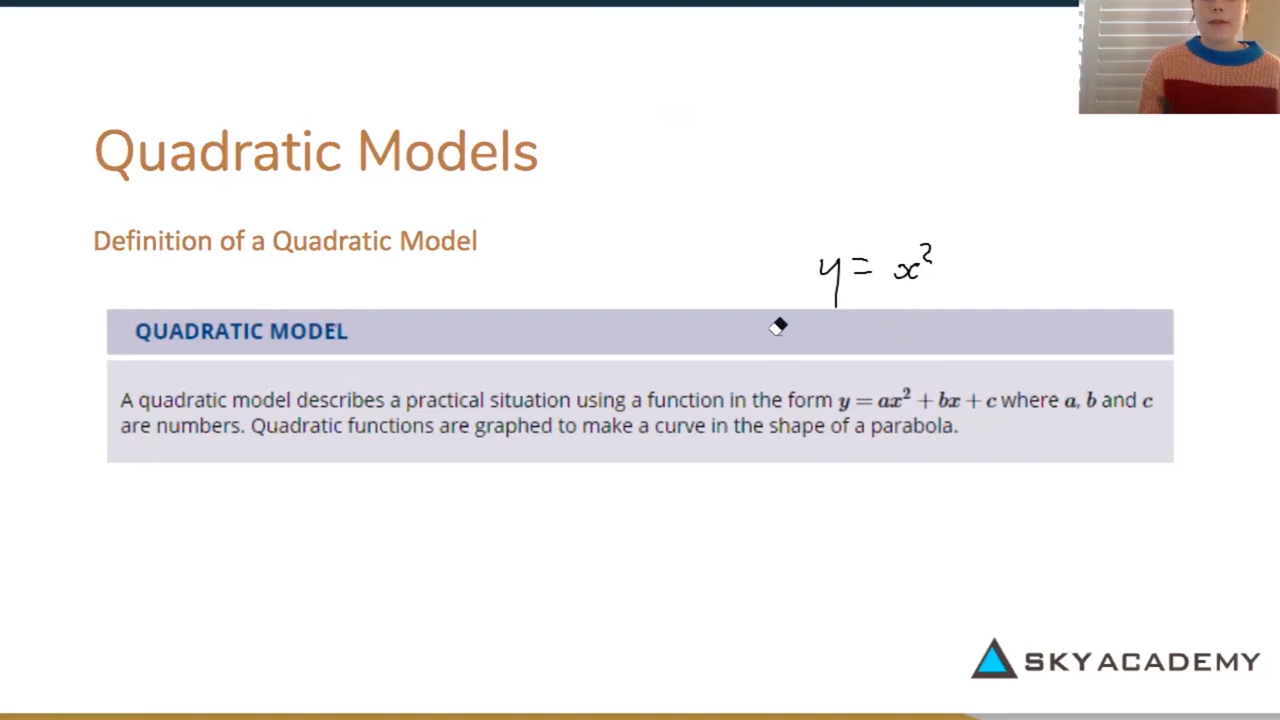 Quadratic Models
Definition of a Quadratic Model
y = x²
QUADRATIC MODEL
A quadratic model describes a practical situation using a function in the form y = ax² + bx + c where a, b and c
are numbers. Quadratic functions are graphed to make a curve in the shape of a parabola.
SKY ACADEMY